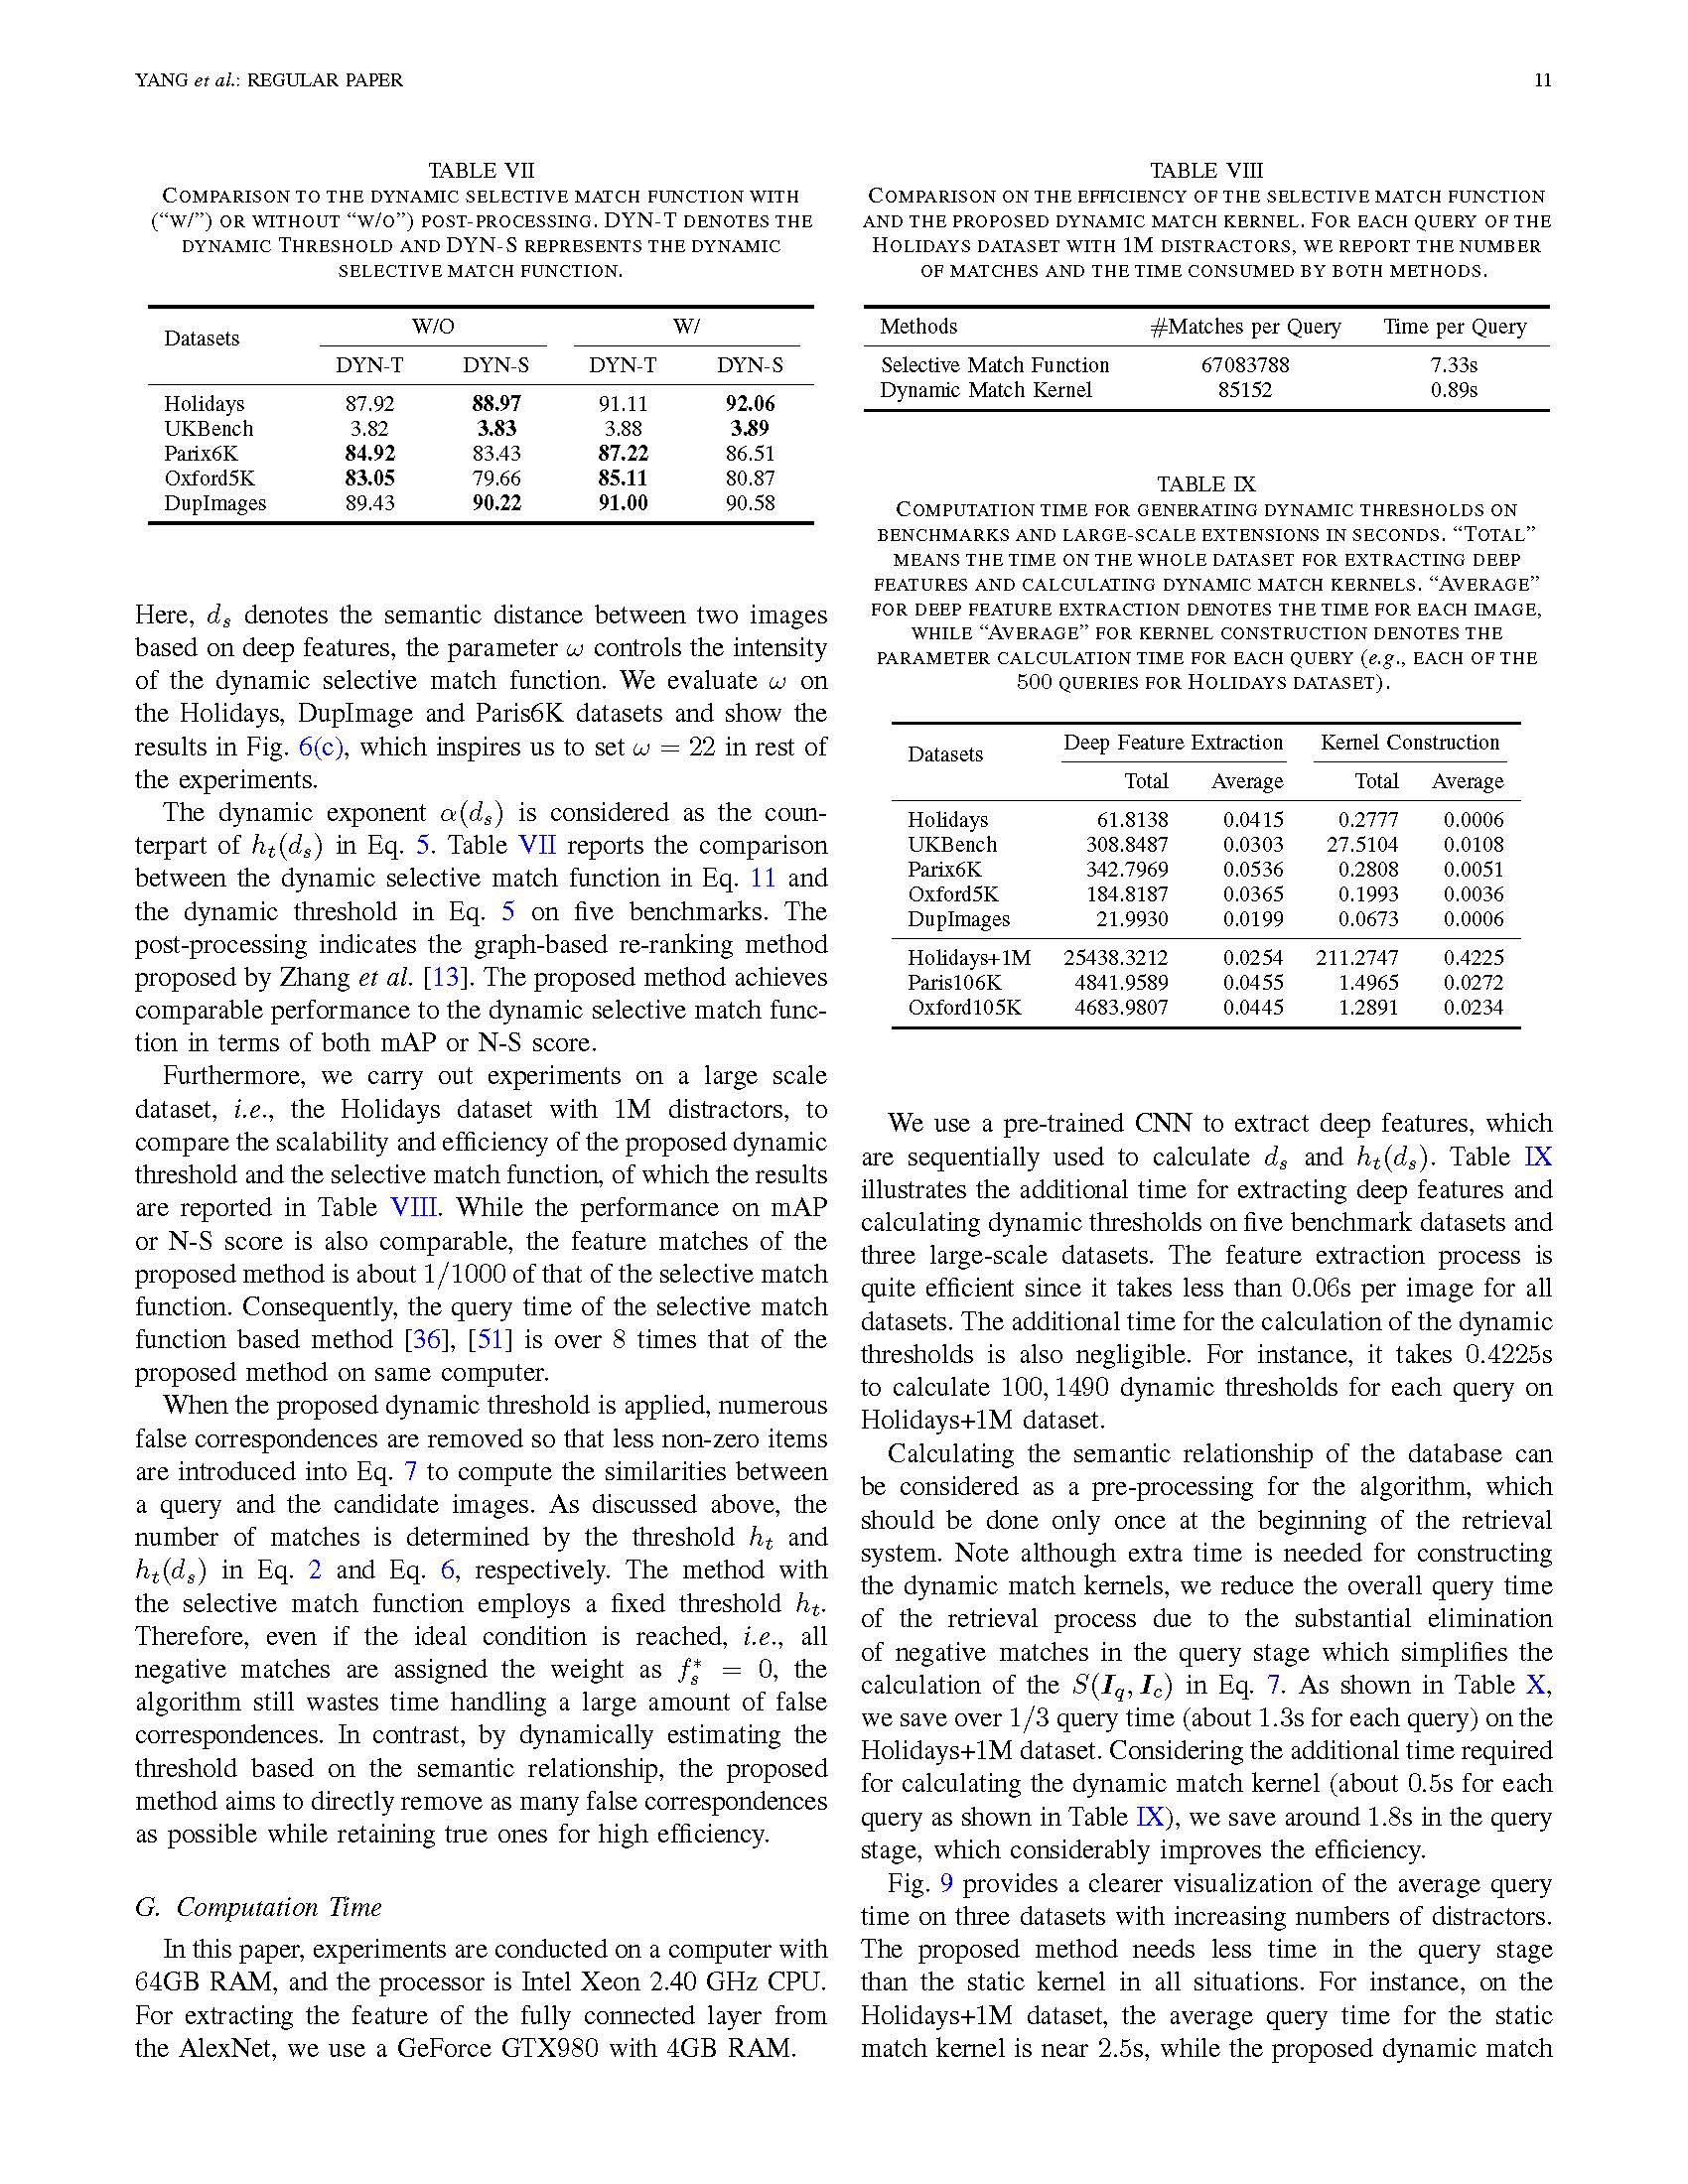 YANG et al.: REGULAR PAPER
11
TABLE VII
COMPARISON TO THE DYNAMIC SELECTIVE MATCH FUNCTION WITH
(“W/”) OR WITHOUT “W/O”) POST-PROCESSING. DYN-T DENOTES THE
DYNAMIC THRESHOLD AND DYN-S REPRESENTS THE DYNAMIC
SELECTIVE MATCH FUNCTION.
Datasets W/O W/
DYN-T DYN-S DYN-T DYN-S
Holidays 87.92 88.97 91.11 92.06
UKBench 3.82 3.83 3.88 3.89
Parix6K 84.92 83.43 87.22 86.51
Oxford5K 83.05 79.66 85.11 80.87
DupImages 89.43 90.22 91.00 90.58
Here, d_s denotes the semantic distance between two images
based on deep features, the parameter ω controls the intensity
of the dynamic selective match function. We evaluate ω on
the Holidays, DupImage and Paris6K datasets and show the
results in Fig. 6(c), which inspires us to set ω = 22 in rest of
the experiments.
The dynamic exponent α(d_s) is considered as the coun-
terpart of h_t(d_s) in Eq. 5. Table VII reports the comparison
between the dynamic selective match function in Eq. 11 and
the dynamic threshold in Eq. 5 on five benchmarks. The
post-processing indicates the graph-based re-ranking method
proposed by Zhang et al. [13]. The proposed method achieves
comparable performance to the dynamic selective match func-
tion in terms of both mAP or N-S score.
Furthermore, we carry out experiments on a large scale
dataset, i.e., the Holidays dataset with 1M distractors, to
compare the scalability and efficiency of the proposed dynamic
threshold and the selective match function, of which the results
are reported in Table VIII. While the performance on mAP
or N-S score is also comparable, the feature matches of the
proposed method is about 1/1000 of that of the selective match
function. Consequently, the query time of the selective match
function based method [36], [51] is over 8 times that of the
proposed method on same computer.
When the proposed dynamic threshold is applied, numerous
false correspondences are removed so that less non-zero items
are introduced into Eq. 7 to compute the similarities between
a query and the candidate images. As discussed above, the
number of matches is determined by the threshold h_t and
h_t(d_s) in Eq. 2 and Eq. 6, respectively. The method with
the selective match function employs a fixed threshold h_t.
Therefore, even if the ideal condition is reached, i.e., all
negative matches are assigned the weight as f_s^* = 0, the
algorithm still wastes time handling a large amount of false
correspondences. In contrast, by dynamically estimating the
threshold based on the semantic relationship, the proposed
method aims to directly remove as many false correspondences
as possible while retaining true ones for high efficiency.
G. Computation Time
In this paper, experiments are conducted on a computer with
64GB RAM, and the processor is Intel Xeon 2.40 GHz CPU.
For extracting the feature of the fully connected layer from
the AlexNet, we use a GeForce GTX980 with 4GB RAM.
TABLE VIII
COMPARISON ON THE EFFICIENCY OF THE SELECTIVE MATCH FUNCTION
AND THE PROPOSED DYNAMIC MATCH KERNEL. FOR EACH QUERY OF THE
HOLIDAYS DATASET WITH 1M DISTRACTORS, WE REPORT THE NUMBER
OF MATCHES AND THE TIME CONSUMED BY BOTH METHODS.
Methods #Matches per Query Time per Query
Selective Match Function 67083788 7.33s
Dynamic Match Kernel 85152 0.89s
TABLE IX
COMPUTATION TIME FOR GENERATING DYNAMIC THRESHOLDS ON
BENCHMARKS AND LARGE-SCALE EXTENSIONS IN SECONDS. “TOTAL”
MEANS THE TIME ON THE WHOLE DATASET FOR EXTRACTING DEEP
FEATURES AND CALCULATING DYNAMIC MATCH KERNELS. “AVERAGE”
FOR DEEP FEATURE EXTRACTION DENOTES THE TIME FOR EACH IMAGE,
WHILE “AVERAGE” FOR KERNEL CONSTRUCTION DENOTES THE
PARAMETER CALCULATION TIME FOR EACH QUERY (e.g., EACH OF THE
500 QUERIES FOR HOLIDAYS DATASET).
Datasets Deep Feature Extraction Kernel Construction
Total Average Total Average
Holidays 61.8138 0.0415 0.2777 0.0006
UKBench 308.8487 0.0303 27.5104 0.0108
Parix6K 342.7969 0.0536 0.2808 0.0051
Oxford5K 184.8187 0.0365 0.1993 0.0036
DupImages 21.9930 0.0199 0.0673 0.0006
Holidays+1M 25438.3212 0.0254 211.2747 0.4225
Paris106K 4841.9589 0.0455 1.4965 0.0272
Oxford105K 4683.9807 0.0445 1.2891 0.0234
We use a pre-trained CNN to extract deep features, which
are sequentially used to calculate d_s and h_t(d_s). Table IX
illustrates the additional time for extracting deep features and
calculating dynamic thresholds on five benchmark datasets and
three large-scale datasets. The feature extraction process is
quite efficient since it takes less than 0.06s per image for all
datasets. The additional time for the calculation of the dynamic
thresholds is also negligible. For instance, it takes 0.4225s
to calculate 100, 1490 dynamic thresholds for each query on
Holidays+1M dataset.
Calculating the semantic relationship of the database can
be considered as a pre-processing for the algorithm, which
should be done only once at the beginning of the retrieval
system. Note although extra time is needed for constructing
the dynamic match kernels, we reduce the overall query time
of the retrieval process due to the substantial elimination
of negative matches in the query stage which simplifies the
calculation of the S(I_q, I_c) in Eq. 7. As shown in Table X,
we save over 1/3 query time (about 1.3s for each query) on the
Holidays+1M dataset. Considering the additional time required
for calculating the dynamic match kernel (about 0.5s for each
query as shown in Table IX), we save around 1.8s in the query
stage, which considerably improves the efficiency.
Fig. 9 provides a clearer visualization of the average query
time on three datasets with increasing numbers of distractors.
The proposed method needs less time in the query stage
than the static kernel in all situations. For instance, on the
Holidays+1M dataset, the average query time for the static
match kernel is near 2.5s, while the proposed dynamic match